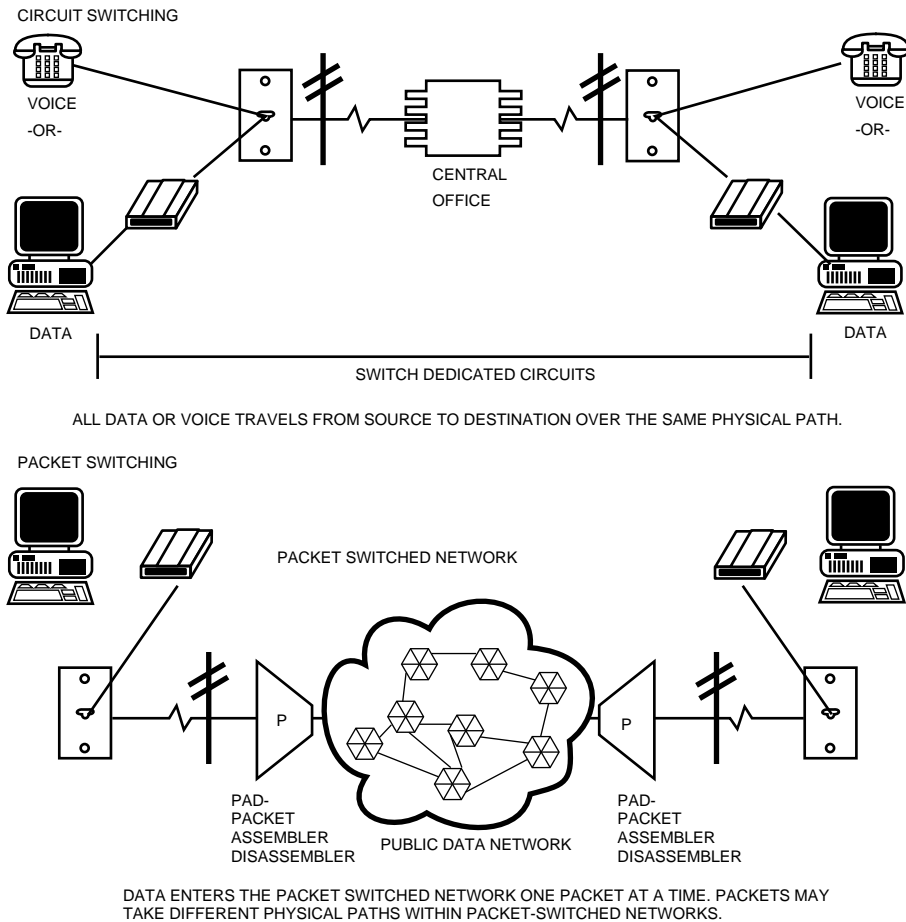 CIRCUIT SWITCHING
VOICE
-OR-
VOICE
-OR-
CENTRAL
OFFICE
DATA
DATA
SWITCH DEDICATED CIRCUITS
ALL DATA OR VOICE TRAVELS FROM SOURCE TO DESTINATION OVER THE SAME PHYSICAL PATH.
PACKET SWITCHING
PACKET SWITCHED NETWORK
P
P
PAD-
PACKET
ASSEMBLER
DISASSEMBLER
PUBLIC DATA NETWORK
PAD-
PACKET
ASSEMBLER
DISASSEMBLER
DATA ENTERS THE PACKET SWITCHED NETWORK ONE PACKET AT A TIME. PACKETS MAY
TAKE DIFFERENT PHYSICAL PATHS WITHIN PACKET-SWITCHED NETWORKS.